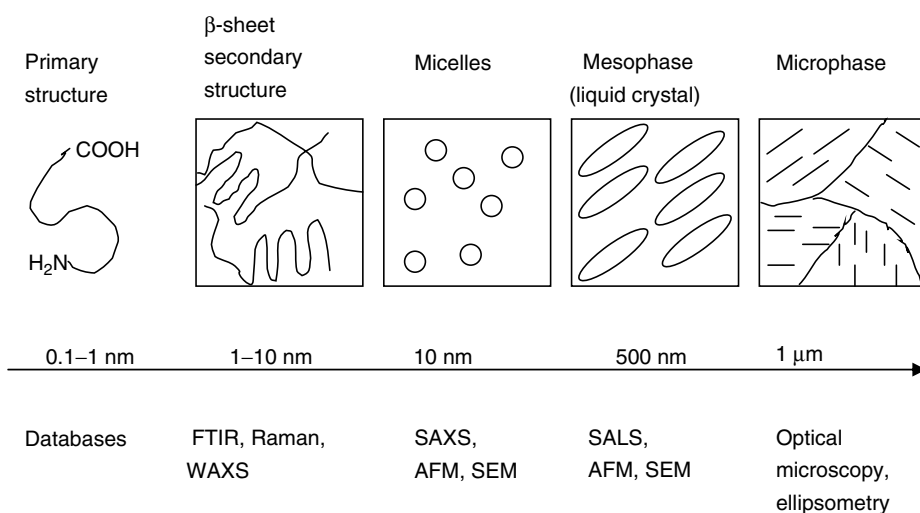 Primary
structure
β-sheet
secondary
structure
Micelles
Mesophase
(liquid crystal)
Microphase
COOH
H₂N
0.1–1 nm
1–10 nm
10 nm
500 nm
1 μm
Databases
FTIR, Raman,
WAXS
SAXS,
AFM, SEM
SALS,
AFM, SEM
Optical
microscopy,
ellipsometry